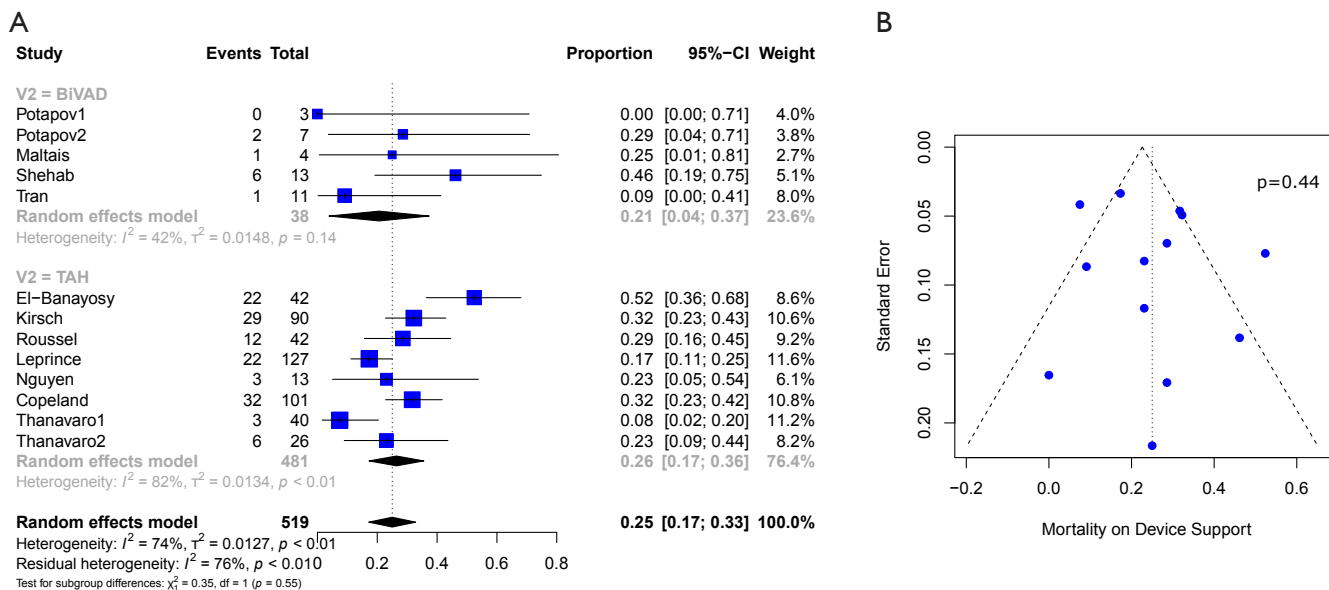 A
Study Events Total Proportion 95%−CI Weight
V2 = BiVAD
Potapov1 0 3 0.00 [0.00; 0.71] 4.0%
Potapov2 2 7 0.29 [0.04; 0.71] 3.8%
Maltais 1 4 0.25 [0.01; 0.81] 2.7%
Shehab 6 13 0.46 [0.19; 0.75] 5.1%
Tran 1 11 0.09 [0.00; 0.41] 8.0%
Random effects model 38 0.21 [0.04; 0.37] 23.6%
Heterogeneity: I² = 42%, τ² = 0.0148, p = 0.14
V2 = TAH
El−Banayosy 22 42 0.52 [0.36; 0.68] 8.6%
Kirsch 29 90 0.32 [0.23; 0.43] 10.6%
Roussel 12 42 0.29 [0.16; 0.45] 9.2%
Leprince 22 127 0.17 [0.11; 0.25] 11.6%
Nguyen 3 13 0.23 [0.05; 0.54] 6.1%
Copeland 32 101 0.32 [0.23; 0.42] 10.8%
Thanavaro1 3 40 0.08 [0.02; 0.20] 11.2%
Thanavaro2 6 26 0.23 [0.09; 0.44] 8.2%
Random effects model 481 0.26 [0.17; 0.36] 76.4%
Heterogeneity: I² = 82%, τ² = 0.0134, p < 0.01
Random effects model 519 0.25 [0.17; 0.33] 100.0%
Heterogeneity: I² = 74%, τ² = 0.0127, p < 0.01
Residual heterogeneity: I² = 76%, p < 0.01
0 0.2 0.4 0.6 0.8
Test for subgroup differences: χ₁² = 0.35, df = 1 (p = 0.55)
B
p=0.44
Standard Error
0.00
0.05
0.10
0.15
0.20
−0.2 0.0 0.2 0.4 0.6
Mortality on Device Support